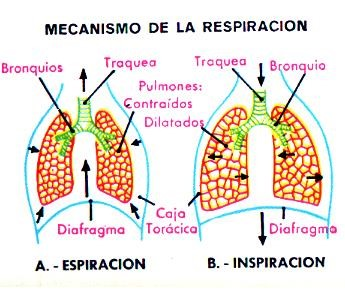 MECANISMO DE LA RESPIRACION
Bronquios
Traquea
Pulmones:
Contraídos
Dilatados
Traquea
Bronquio
Diafragma
Caja
Torácica
Diafragma
A.- ESPIRACION
B.- INSPIRACION